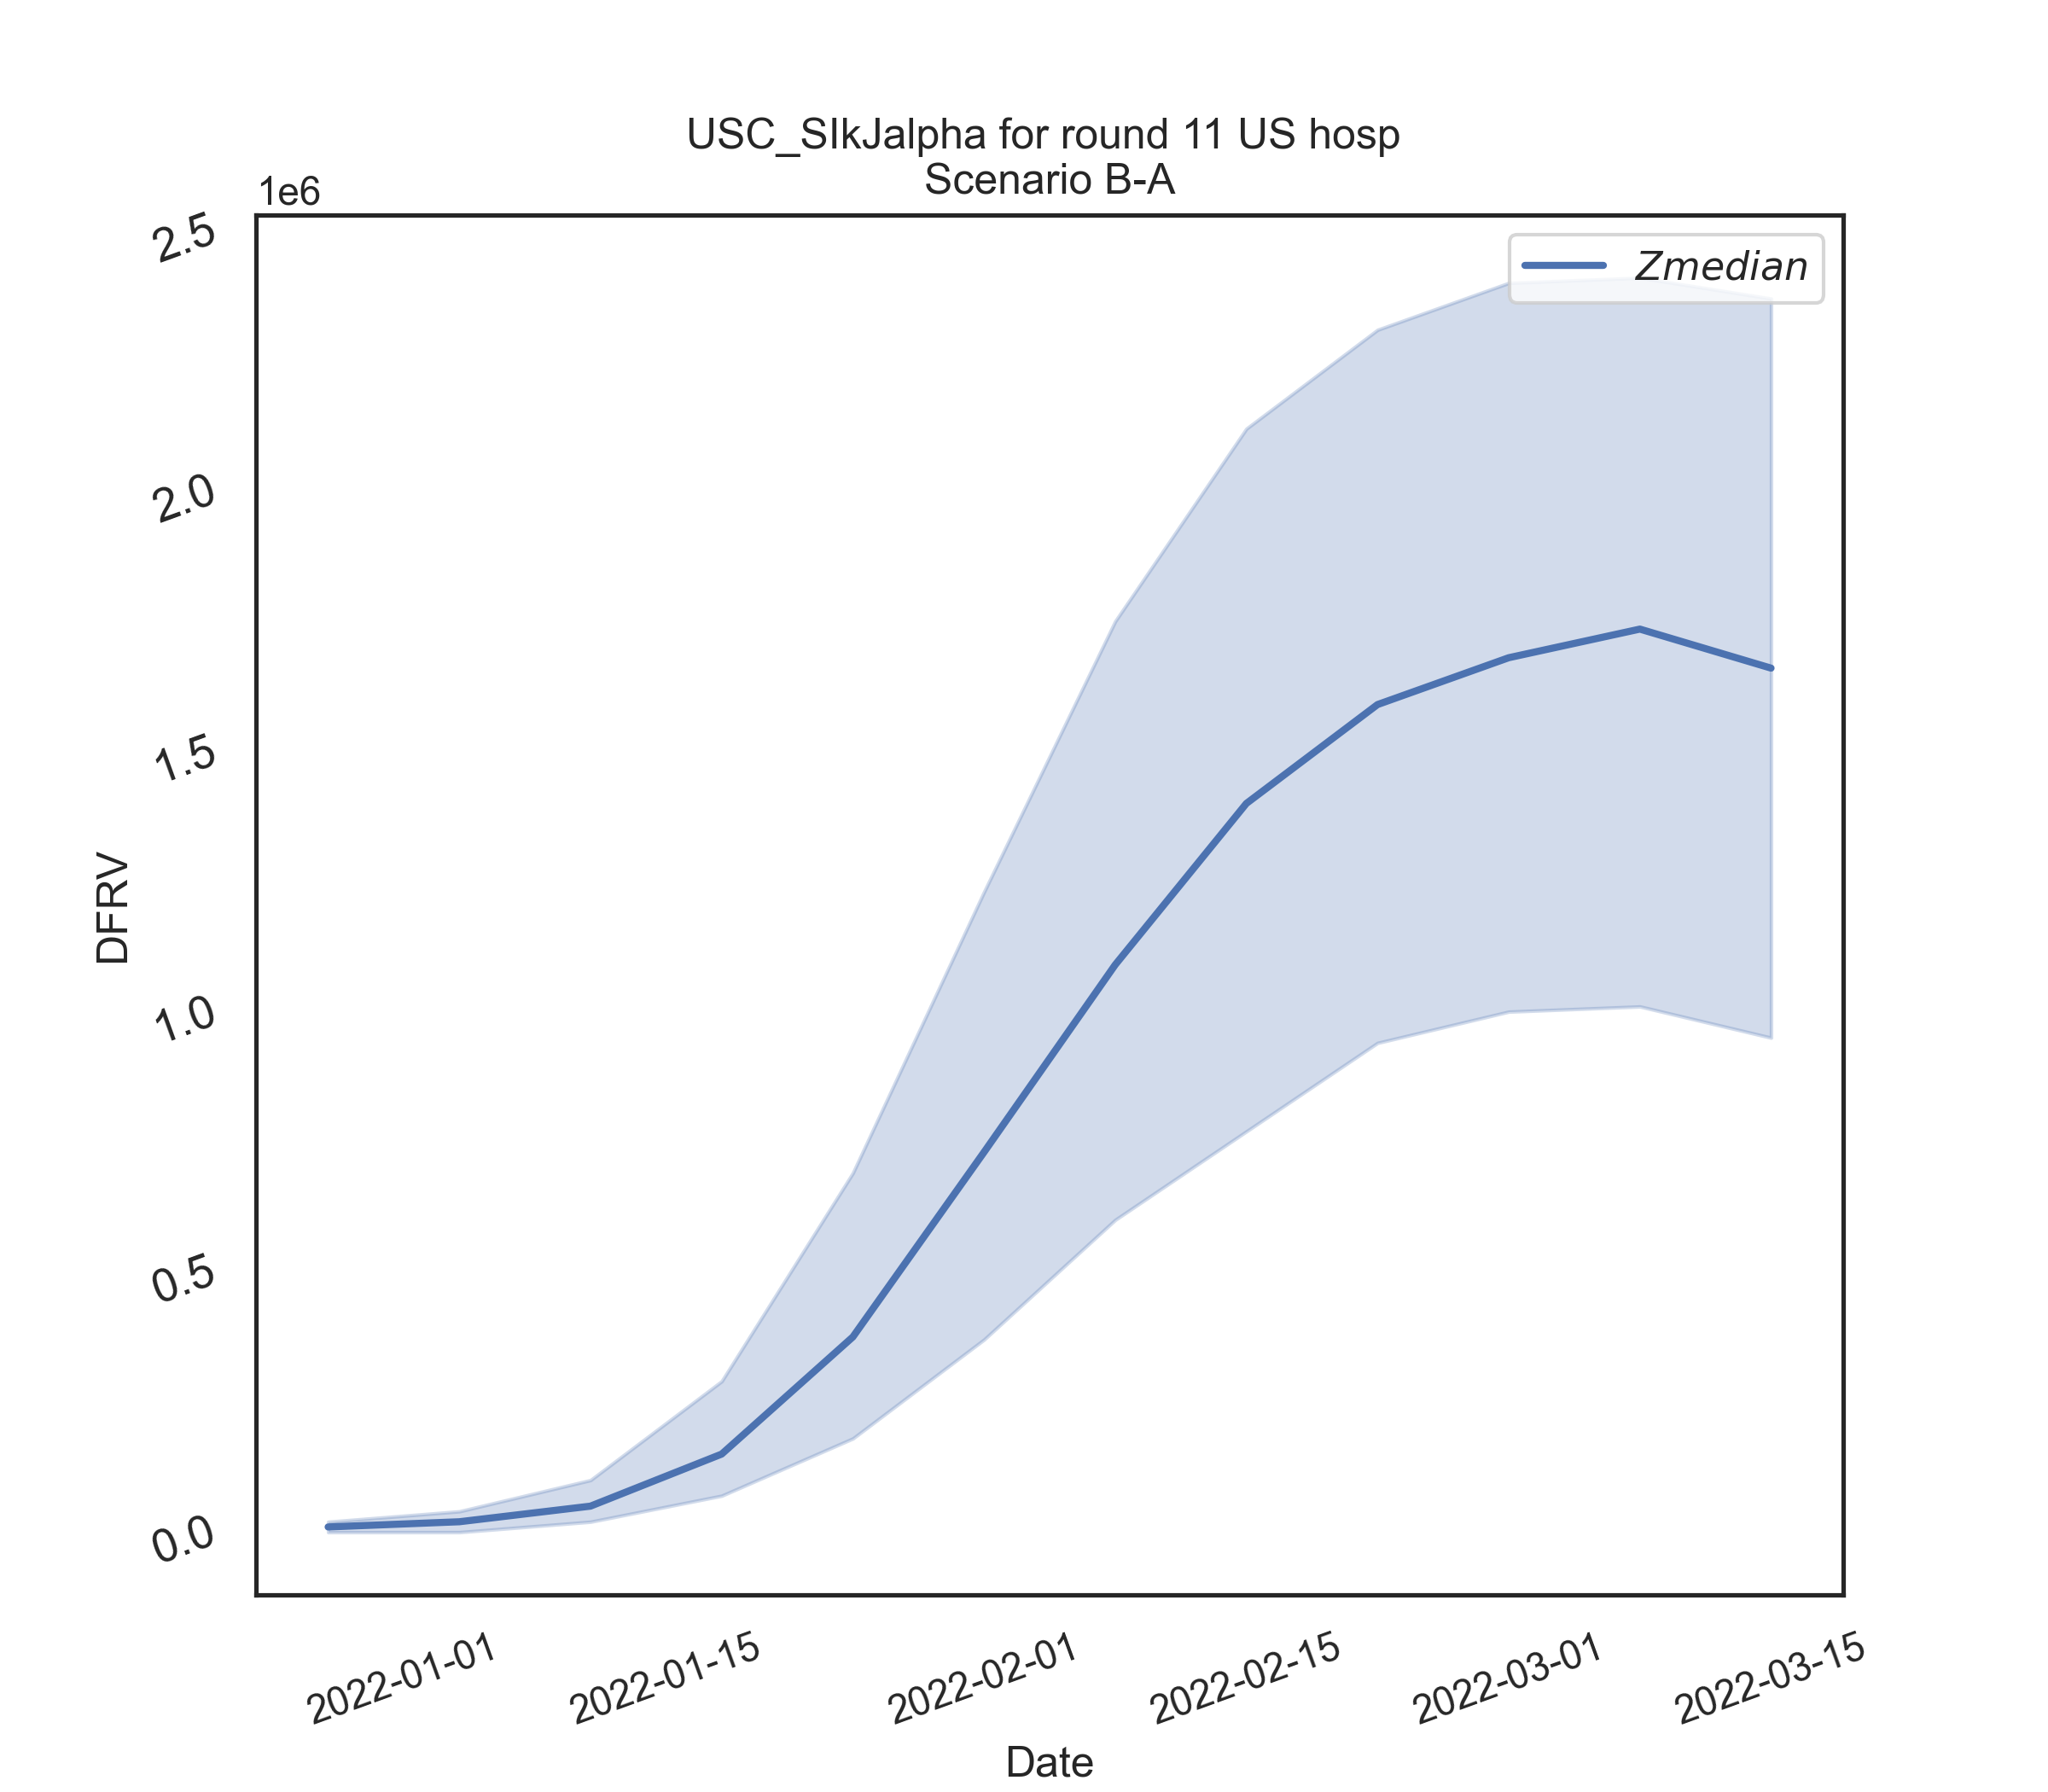 USC_SIkJalpha for round 11 US hosp
Scenario B-A
1e6
2.5
2.0
1.5
1.0
0.5
0.0
DFRV
Zmedian
2022-01-01
2022-01-15
2022-02-01
2022-02-15
2022-03-01
2022-03-15
Date